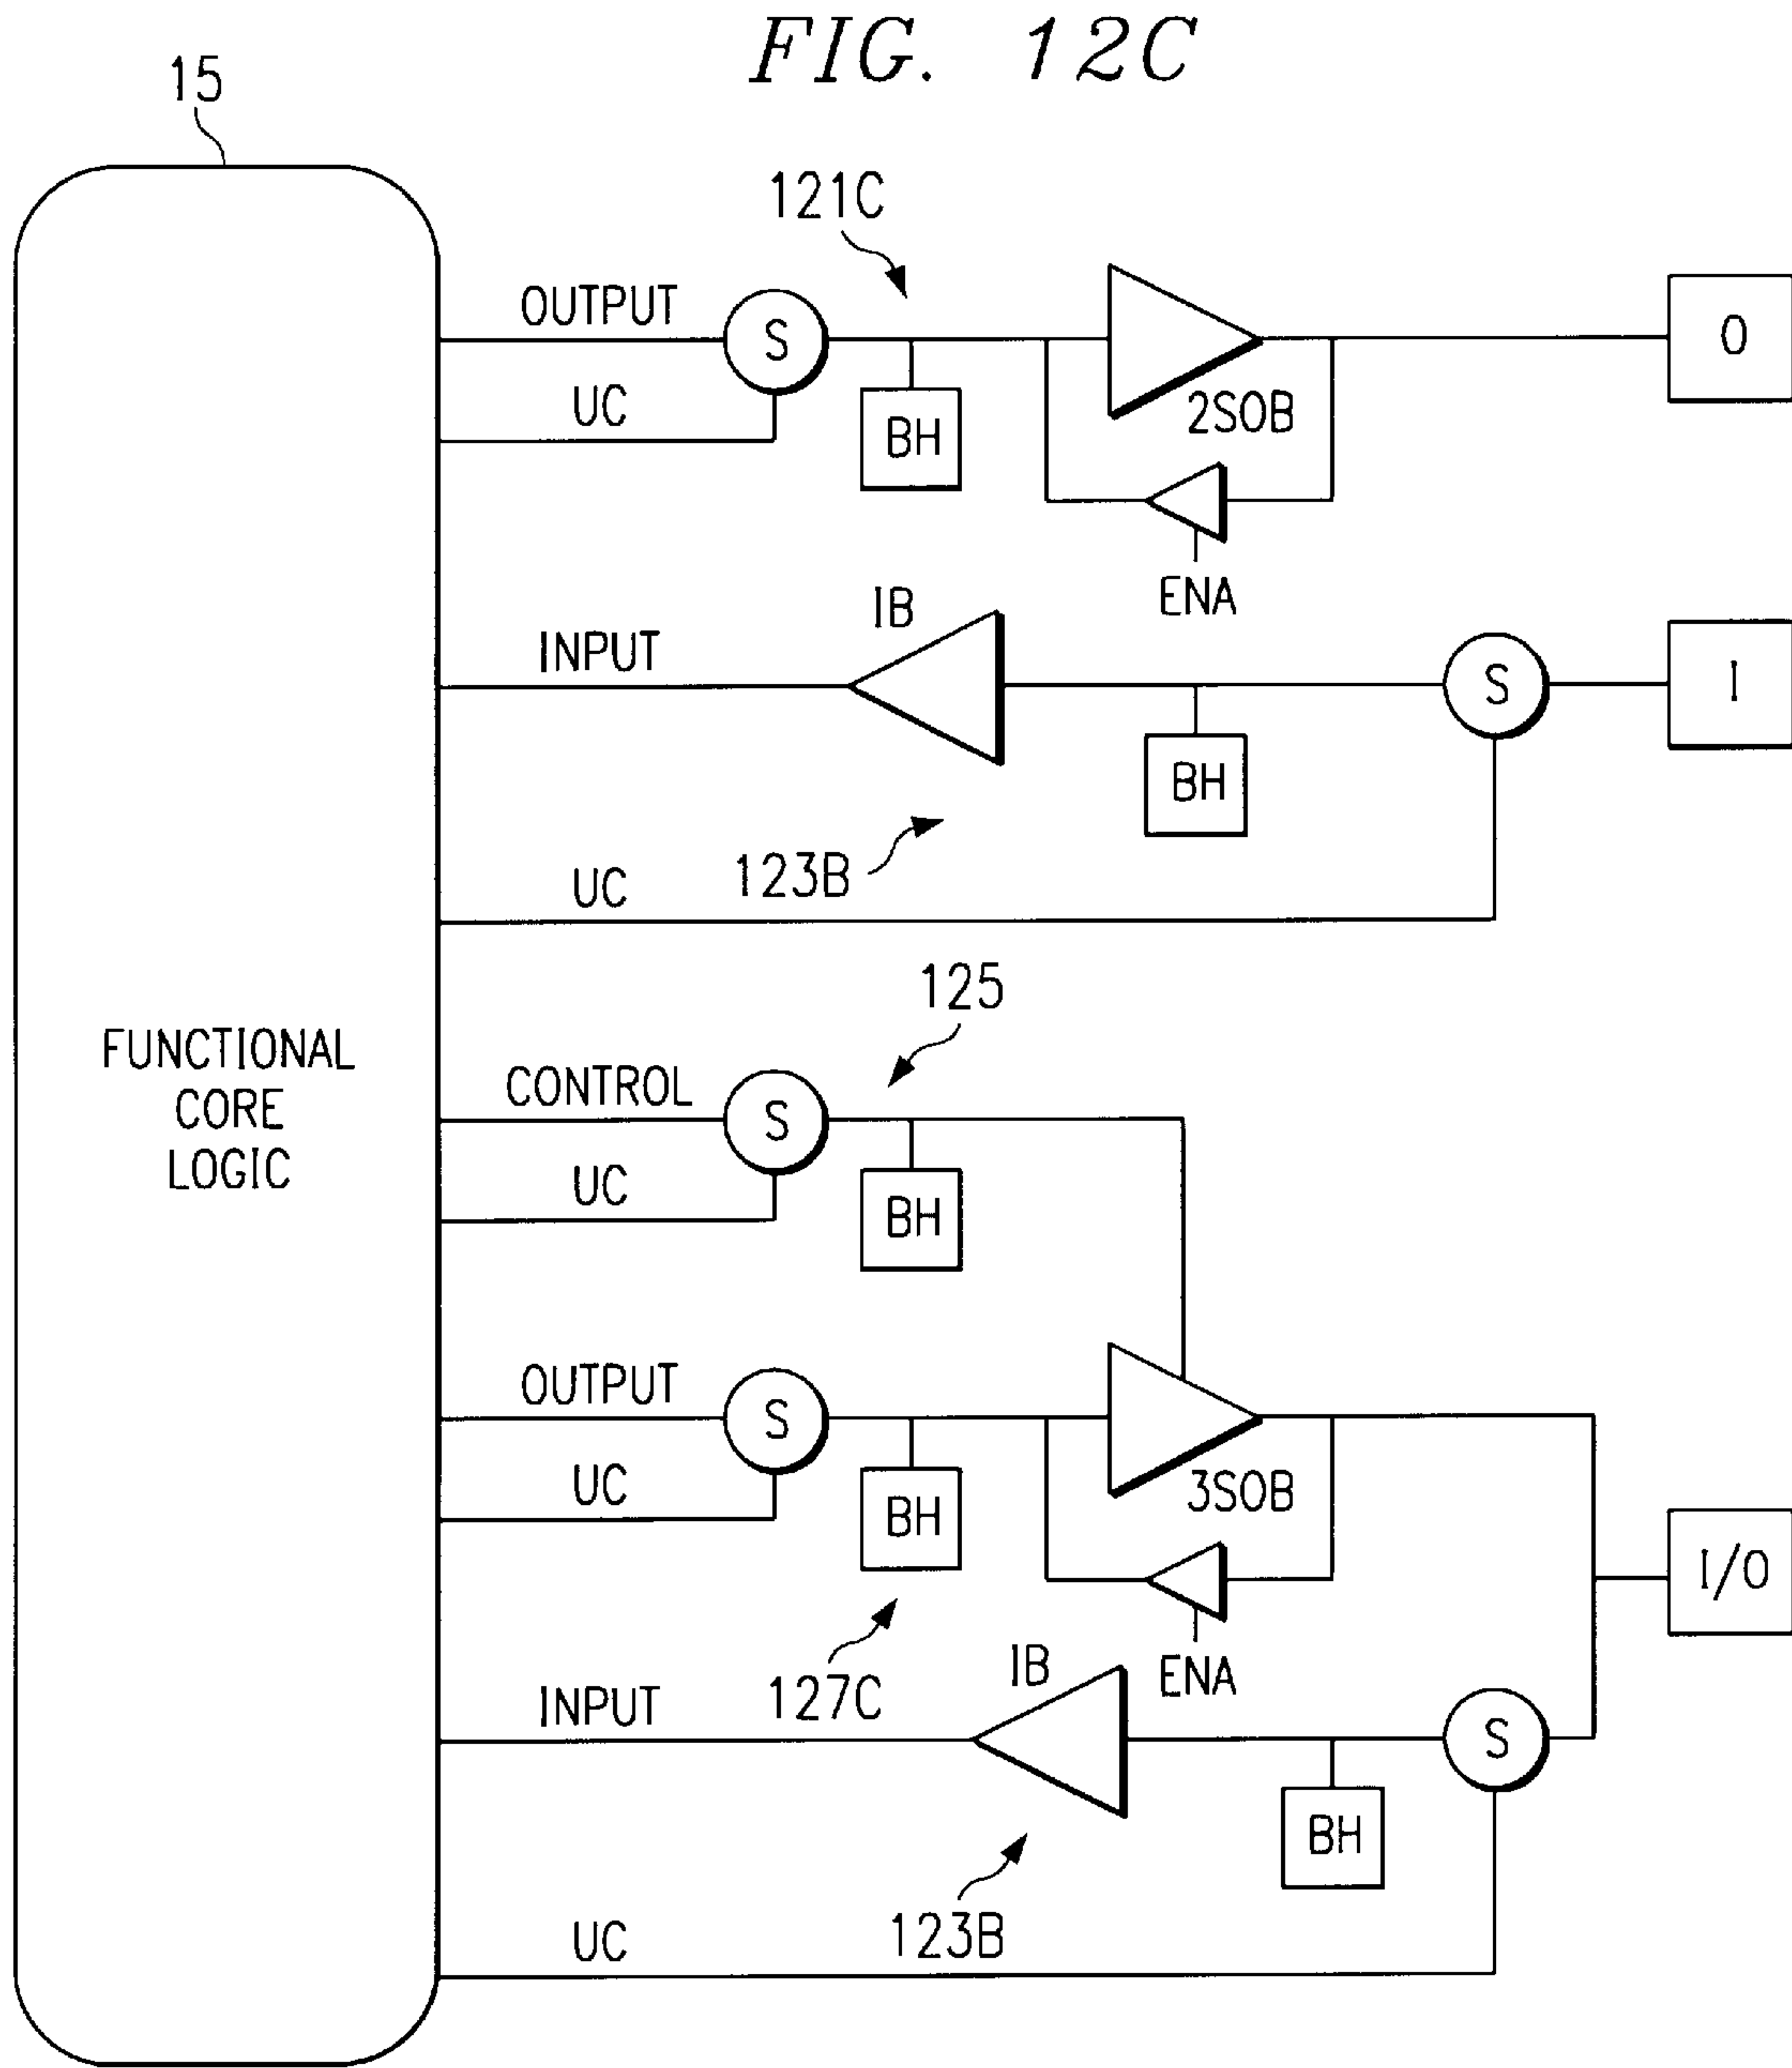 FIG. 12C
15
121C
OUTPUT
S
O
UC
BH
2SOB
ENA
IB
INPUT
S
I
BH
123B
UC
125
FUNCTIONAL
CORE
LOGIC
CONTROL
S
UC
BH
OUTPUT
S
UC
BH
3SOB
I/O
ENA
127C
IB
INPUT
S
BH
123B
UC